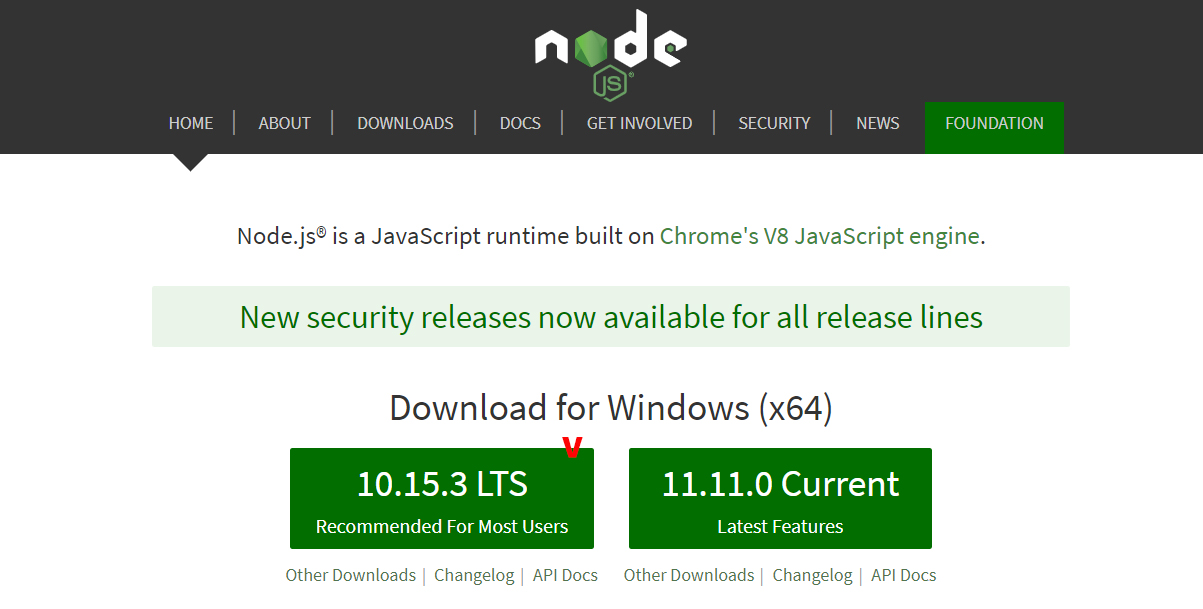 node
JS®
HOME | ABOUT | DOWNLOADS | DOCS | GET INVOLVED | SECURITY | NEWS FOUNDATION
Node.js® is a JavaScript runtime built on Chrome's V8 JavaScript engine.
New security releases now available for all release lines
Download for Windows (x64)
v
10.15.3 LTS
Recommended For Most Users
11.11.0 Current
Latest Features
Other Downloads | Changelog | API Docs
Other Downloads | Changelog | API Docs